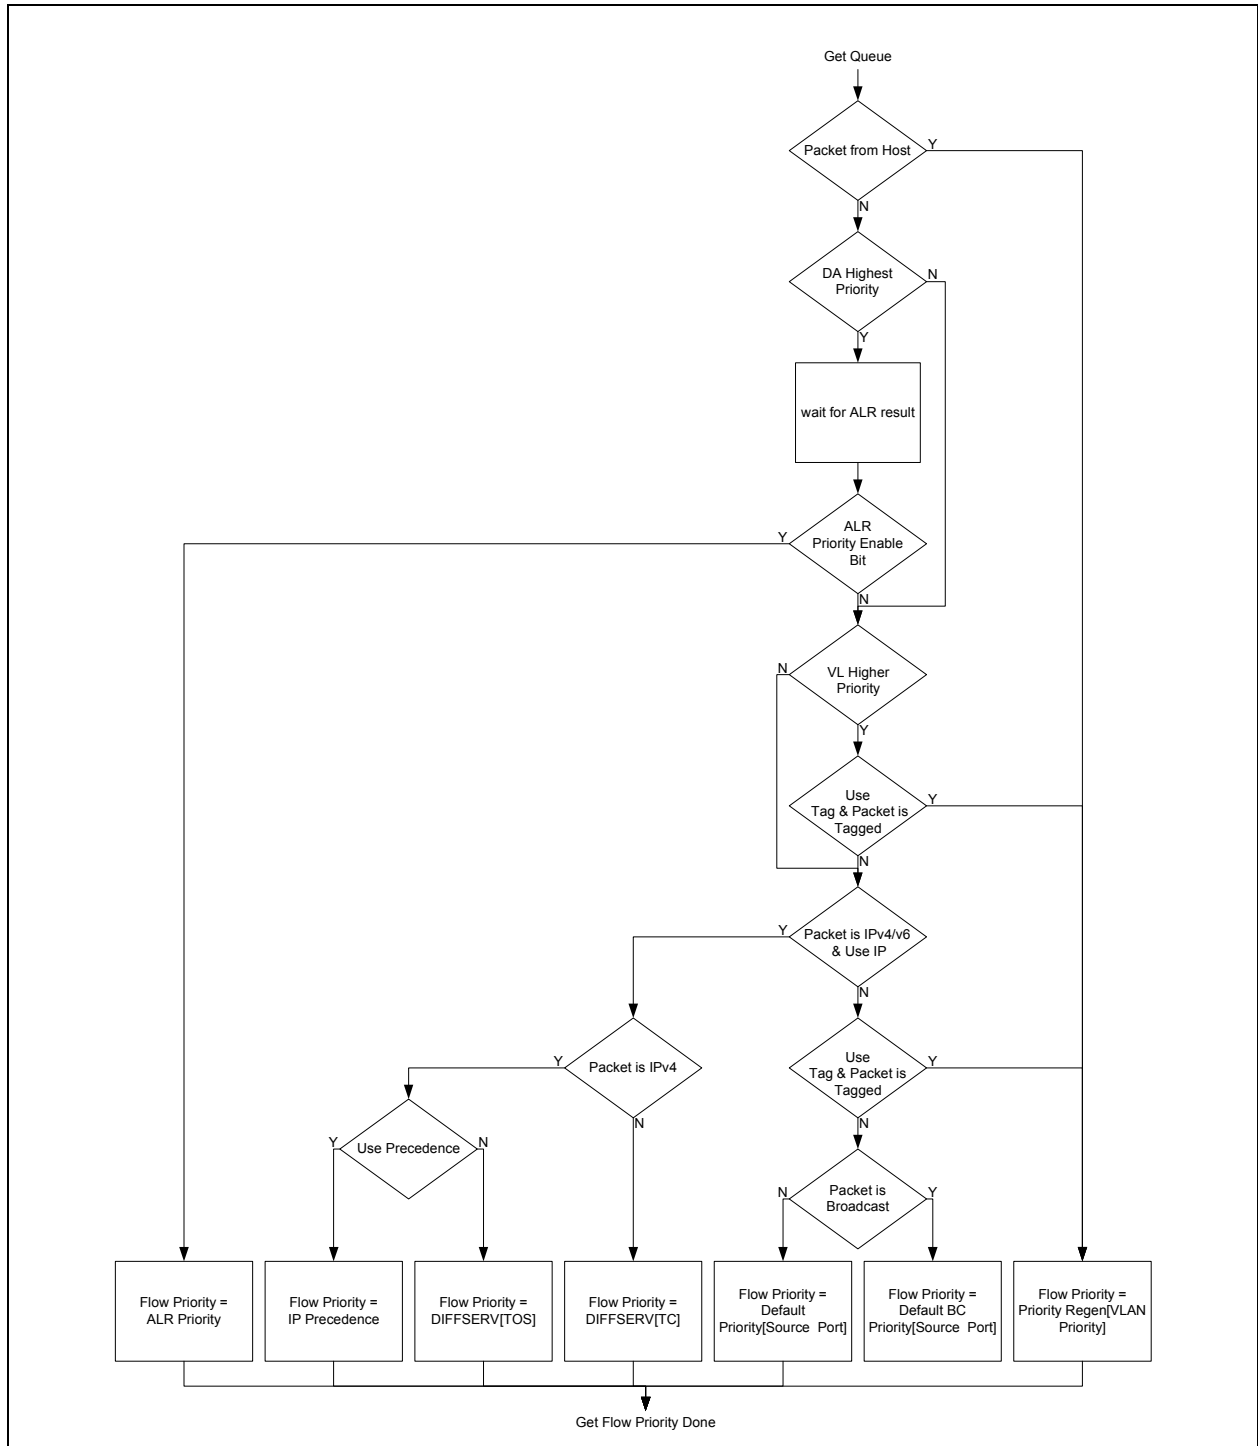 Get Queue
Packet from Host
Y
N
DA Highest
Priority
N
Y
wait for ALR result
ALR
Priority Enable
Bit
Y
N
VL Higher
Priority
N
Y
Use
Tag & Packet is
Tagged
Y
N
Packet is IPv4/v6
& Use IP
Y
N
Packet is IPv4
Y
N
Use
Tag & Packet is
Tagged
Y
N
Use Precedence
Y
N
Packet is
Broadcast
N
Y
Flow Priority =
ALR Priority
Flow Priority =
IP Precedence
Flow Priority =
DIFFSERV[TOS]
Flow Priority =
DIFFSERV[TC]
Flow Priority =
Default
Priority[Source Port]
Flow Priority =
Default BC
Priority[Source Port]
Flow Priority =
Priority Regen[VLAN
Priority]
Get Flow Priority Done